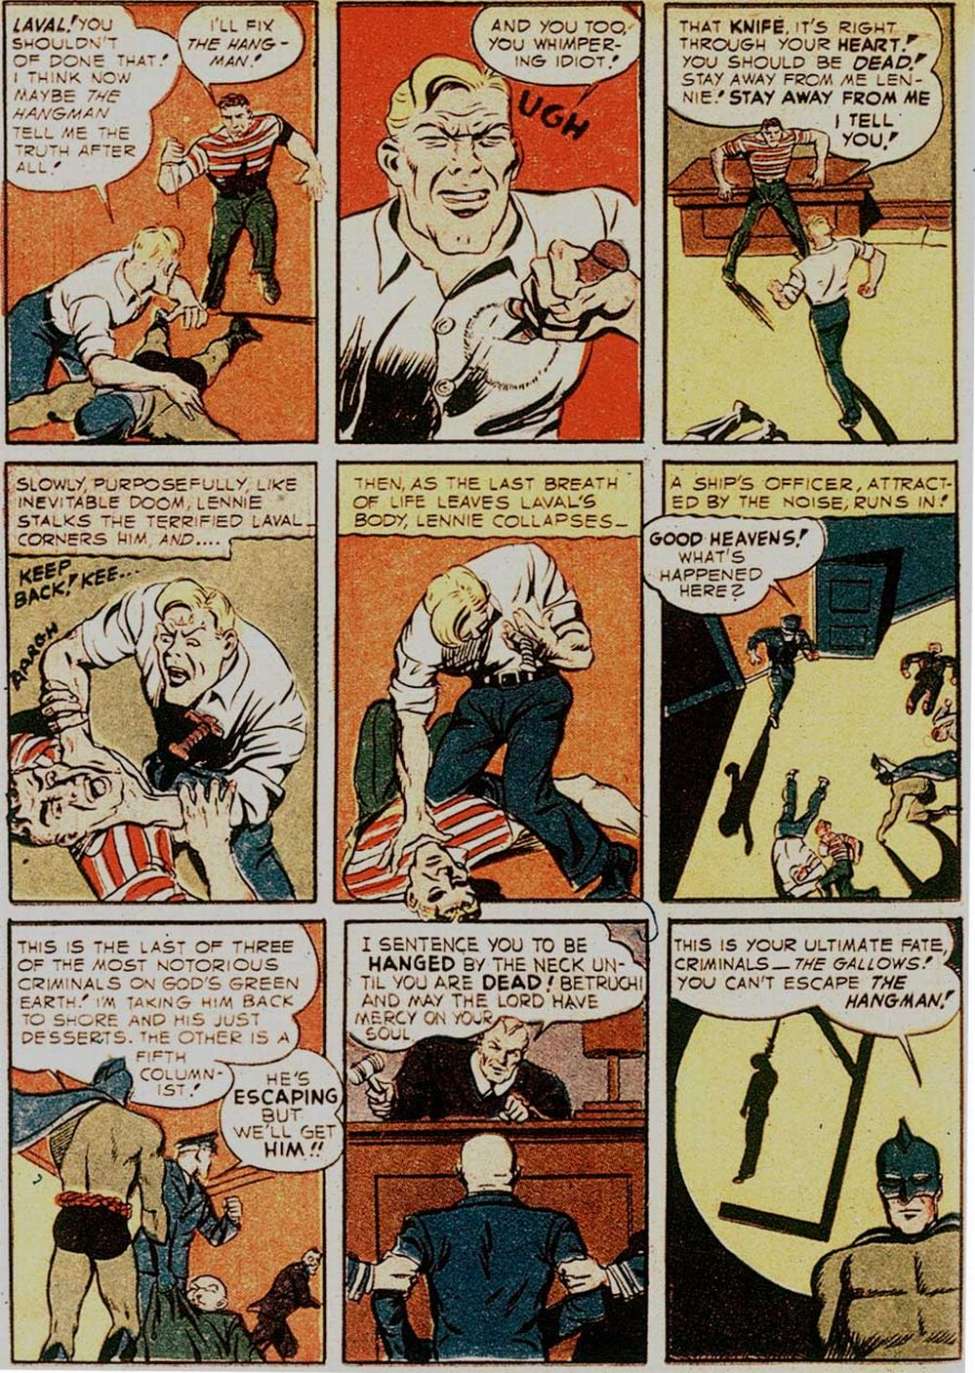 LAVAL! YOU
SHOULDN'T
OF DONE THAT!
I THINK NOW
MAYBE THE
HANGMAN
TELL ME THE
TRUTH AFTER
ALL!
I'LL FIX
THE HANG-
MAN!
AND YOU TOO,
YOU WHIMPER-
ING IDIOT!
UGH
THAT KNIFE, IT'S RIGHT
THROUGH YOUR HEART!
YOU SHOULD BE DEAD!
STAY AWAY FROM ME LEN-
NIE! STAY AWAY FROM ME
I TELL
YOU!
SLOWLY, PURPOSEFULLY, LIKE
INEVITABLE DOOM, LENNIE
STALKS THE TERRIFIED LAVAL_
CORNERS HIM, AND....
KEEP
BACK! KEE...
AARGH
THEN, AS THE LAST BREATH
OF LIFE LEAVES LAVAL'S
BODY, LENNIE COLLAPSES_
A SHIP'S OFFICER, ATTRACT-
ED BY THE NOISE, RUNS IN!
GOOD HEAVENS!
WHAT'S
HAPPENED
HERE?
THIS IS THE LAST OF THREE
OF THE MOST NOTORIOUS
CRIMINALS ON GOD'S GREEN
EARTH! I'M TAKING HIM BACK
TO SHORE AND HIS JUST
DESSERTS. THE OTHER IS A
FIFTH
COLUMN-
IST!
HE'S
ESCAPING
BUT
WE'LL GET
HIM!!
I SENTENCE YOU TO BE
HANGED BY THE NECK UN-
TIL YOU ARE DEAD! BETRUCHI
AND MAY THE LORD HAVE
MERCY ON YOUR
SOUL
THIS IS YOUR ULTIMATE FATE,
CRIMINALS_ THE GALLOWS!
YOU CAN'T ESCAPE THE
HANGMAN!